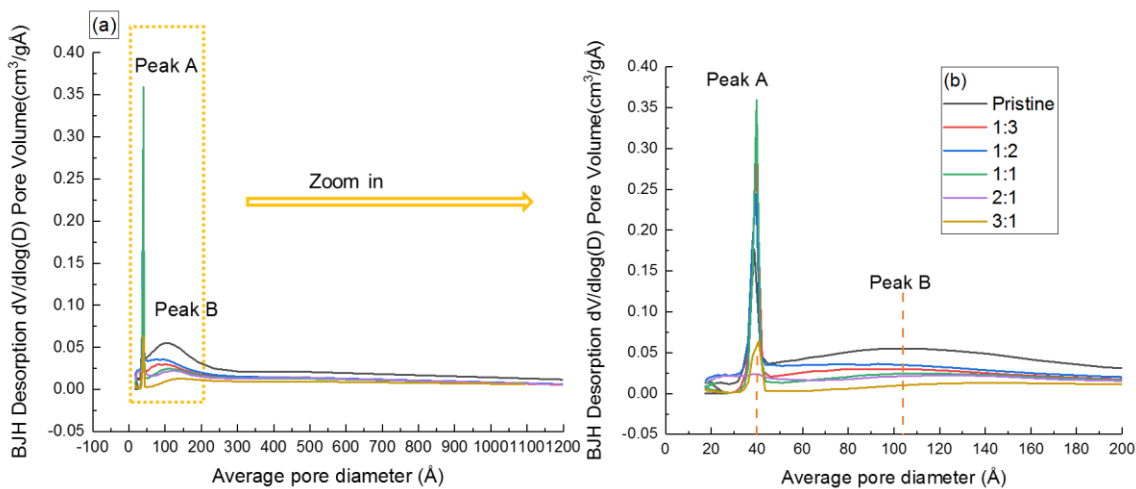 (a)
BJH Desorption dV/dlog(D) Pore Volume(cm³/gÅ)
0.40
0.35
0.30
0.25
0.20
0.15
0.10
0.05
0.00
-0.05
Peak A
Peak B
Zoom in
-100 0 100 200 300 400 500 600 700 800 900 1000 1100 1200
Average pore diameter (Å)
BJH Desorption dV/dlog(D) Pore Volume(cm³/gÅ)
0.40
0.35
0.30
0.25
0.20
0.15
0.10
0.05
0.00
-0.05
Peak A
Peak B
(b)
Pristine
1:3
1:2
1:1
2:1
3:1
0 20 40 60 80 100 120 140 160 180 200
Average pore diameter (Å)